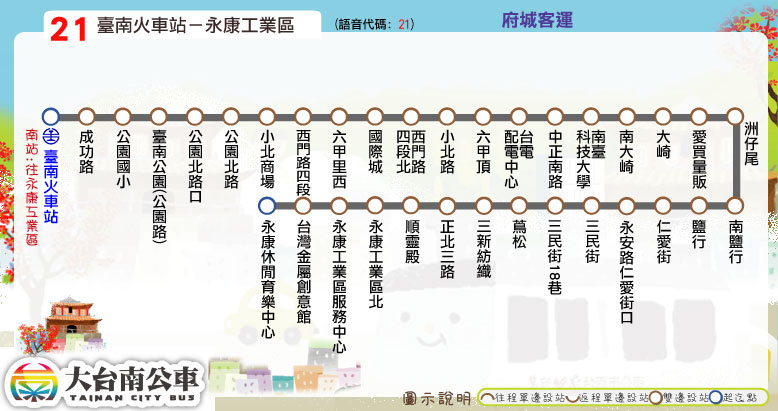 21 臺南火車站－永康工業區 (語音代碼: 21)
府城客運
南站:往永康工業區
臺南火車站
成功路
公園國小
臺南公園(公園路)
公園北路口
公園北路
小北商場
西門路四段
六甲里西
國際城
西門路四段北
小北路
六甲頂
台電配電中心
中正南路
南臺科技大學
南大崎
大崎
愛買量販
洲仔尾
南鹽行
鹽行
仁愛街
永安路仁愛街口
三民街
三民街18巷
蔦松
三新紡織
正北三路
順靈殿
永康工業區北
永康工業區服務中心
台灣金屬創意館
永康休閒育樂中心
大台南公車
TAINAN CITY BUS
圖示說明 往程單邊設站 返程單邊設站 雙邊設站 起迄點